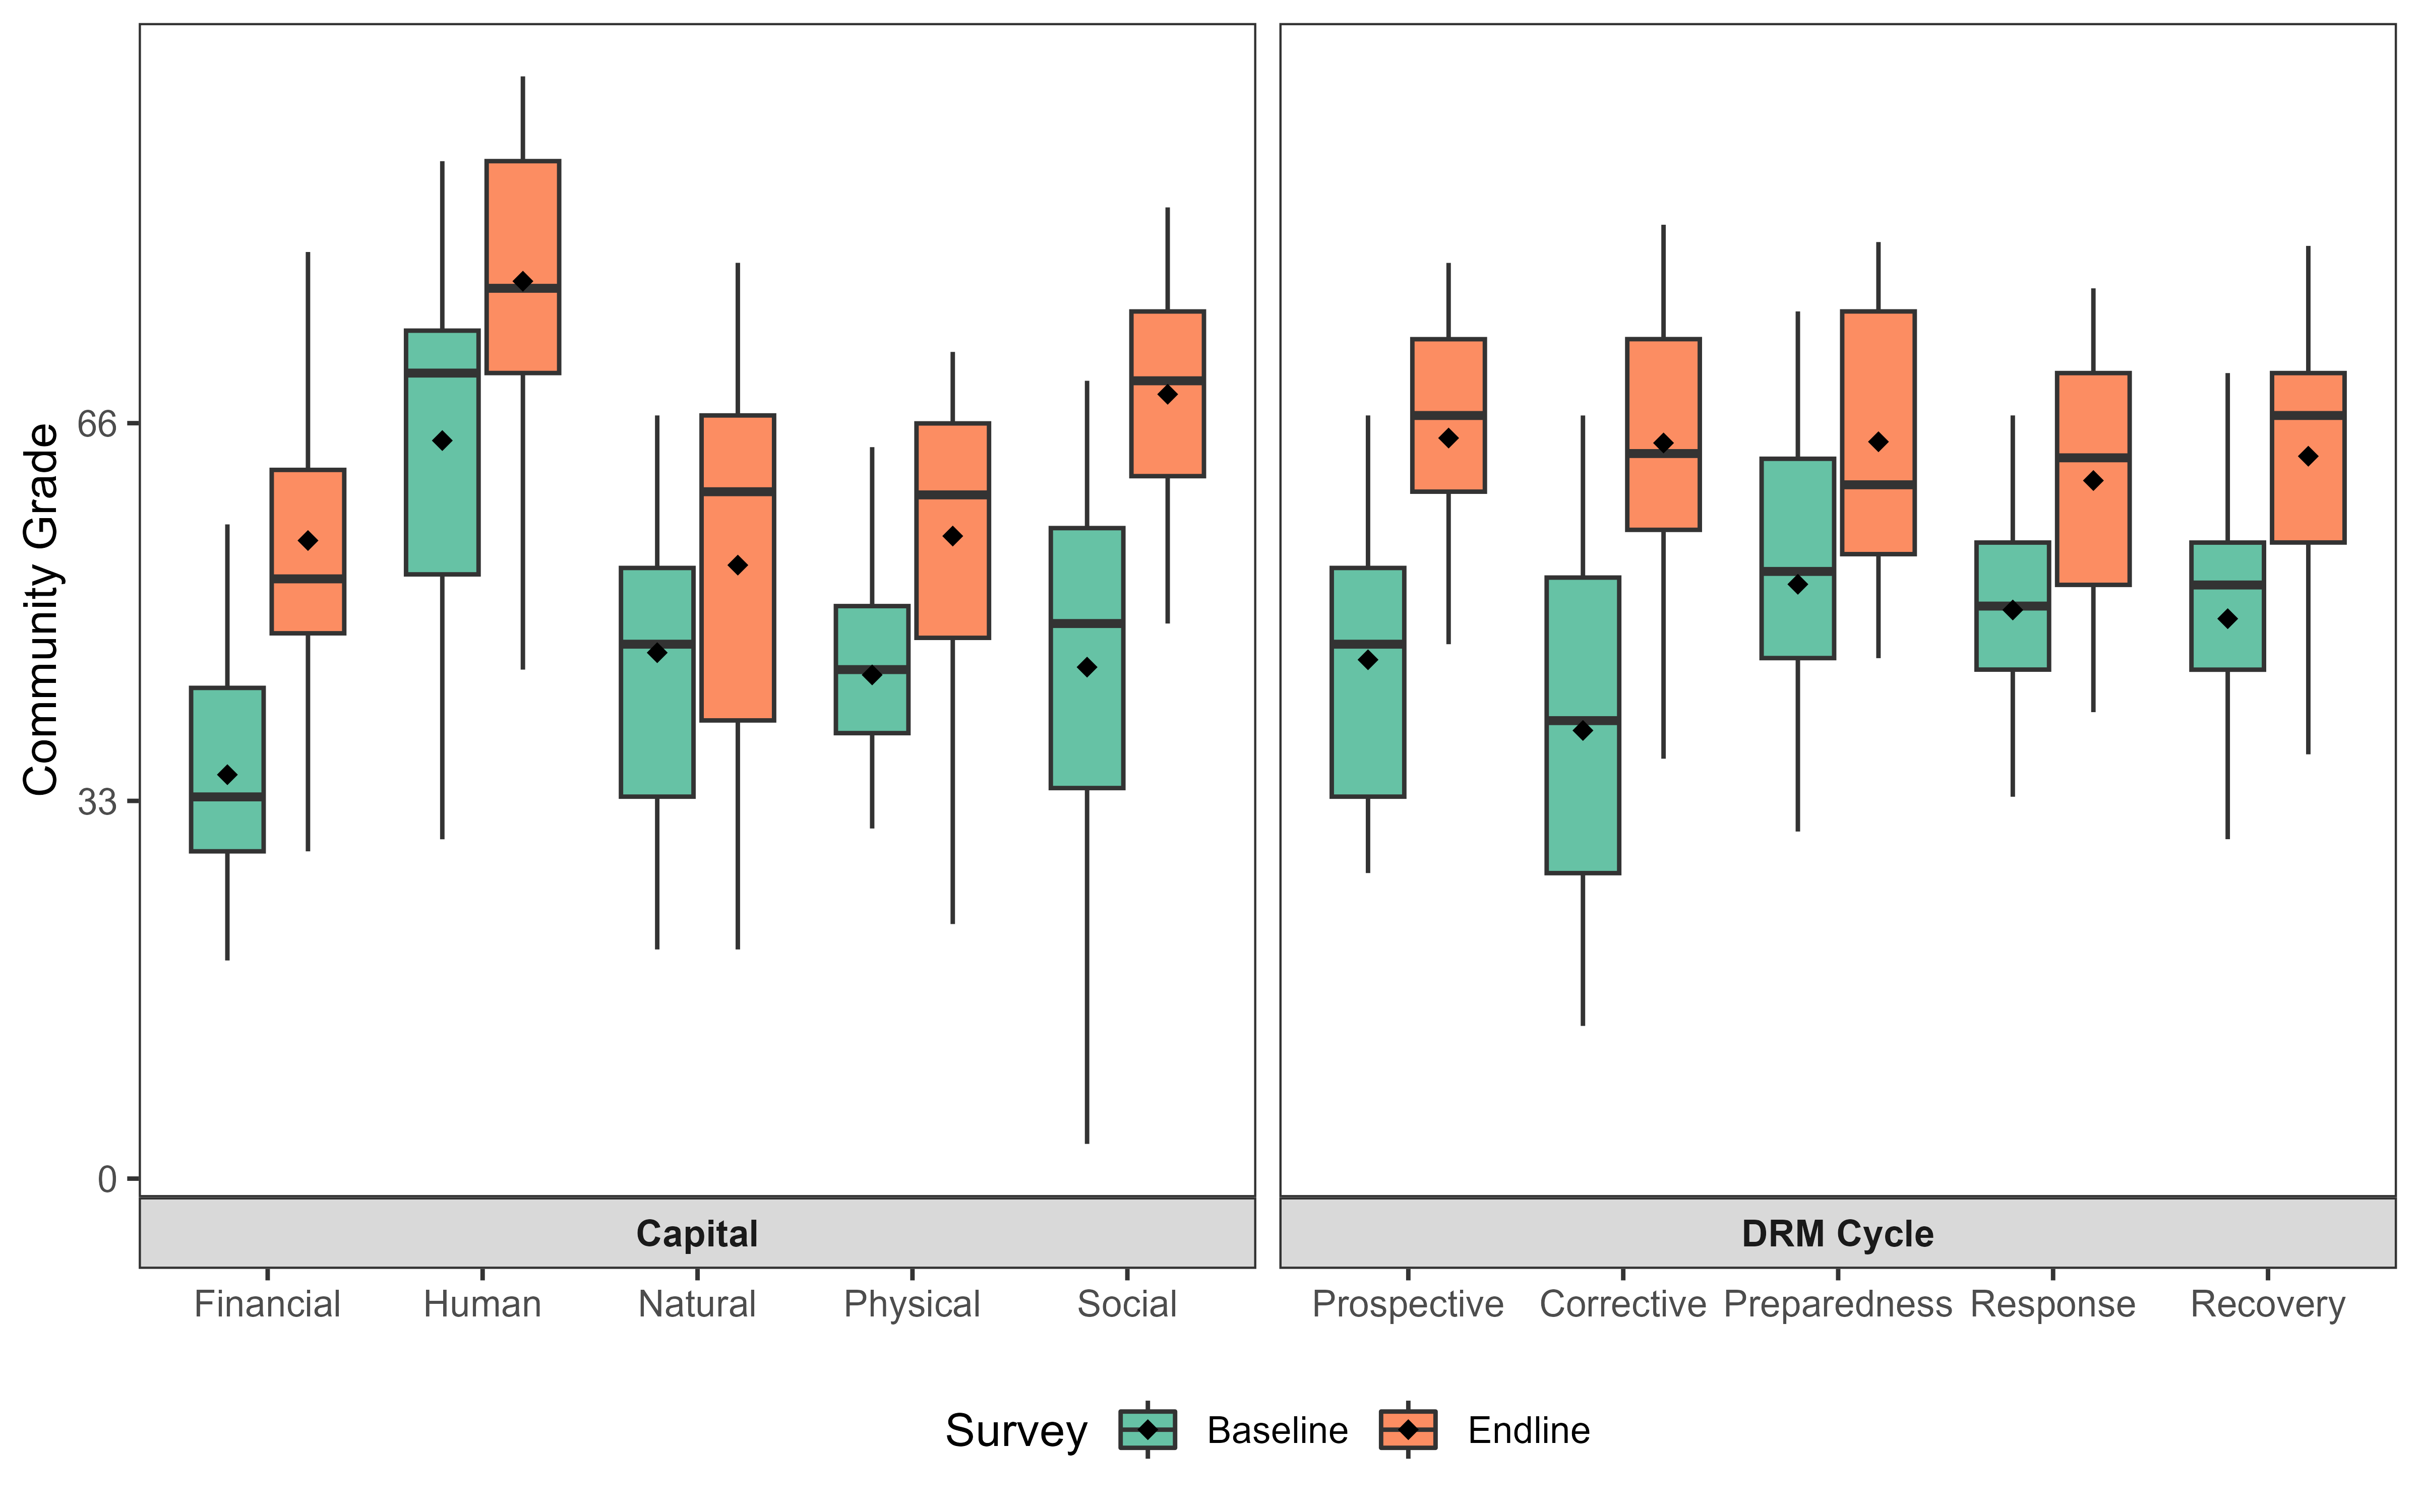 Community Grade
66
33
0
Capital
DRM Cycle
Financial Human Natural Physical Social Prospective Corrective Preparedness Response Recovery
Survey Baseline Endline